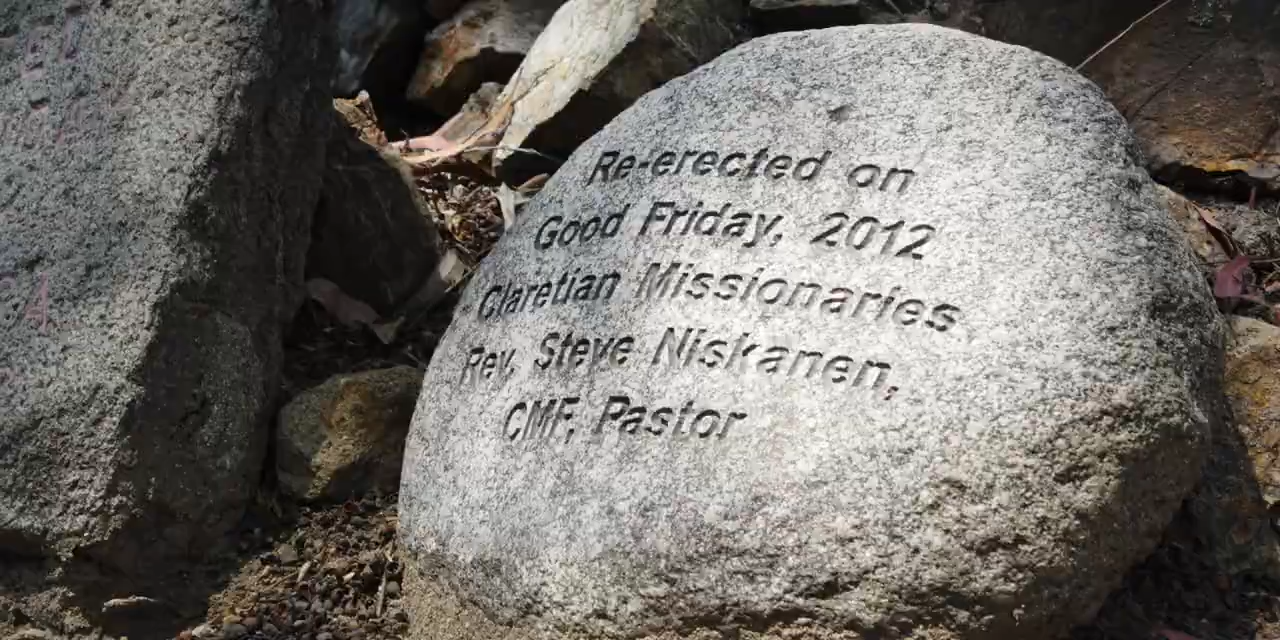 Re-erected on
Good Friday, 2012
Claretian Missionaries
Rev. Steve Niskanen,
CMF, Pastor